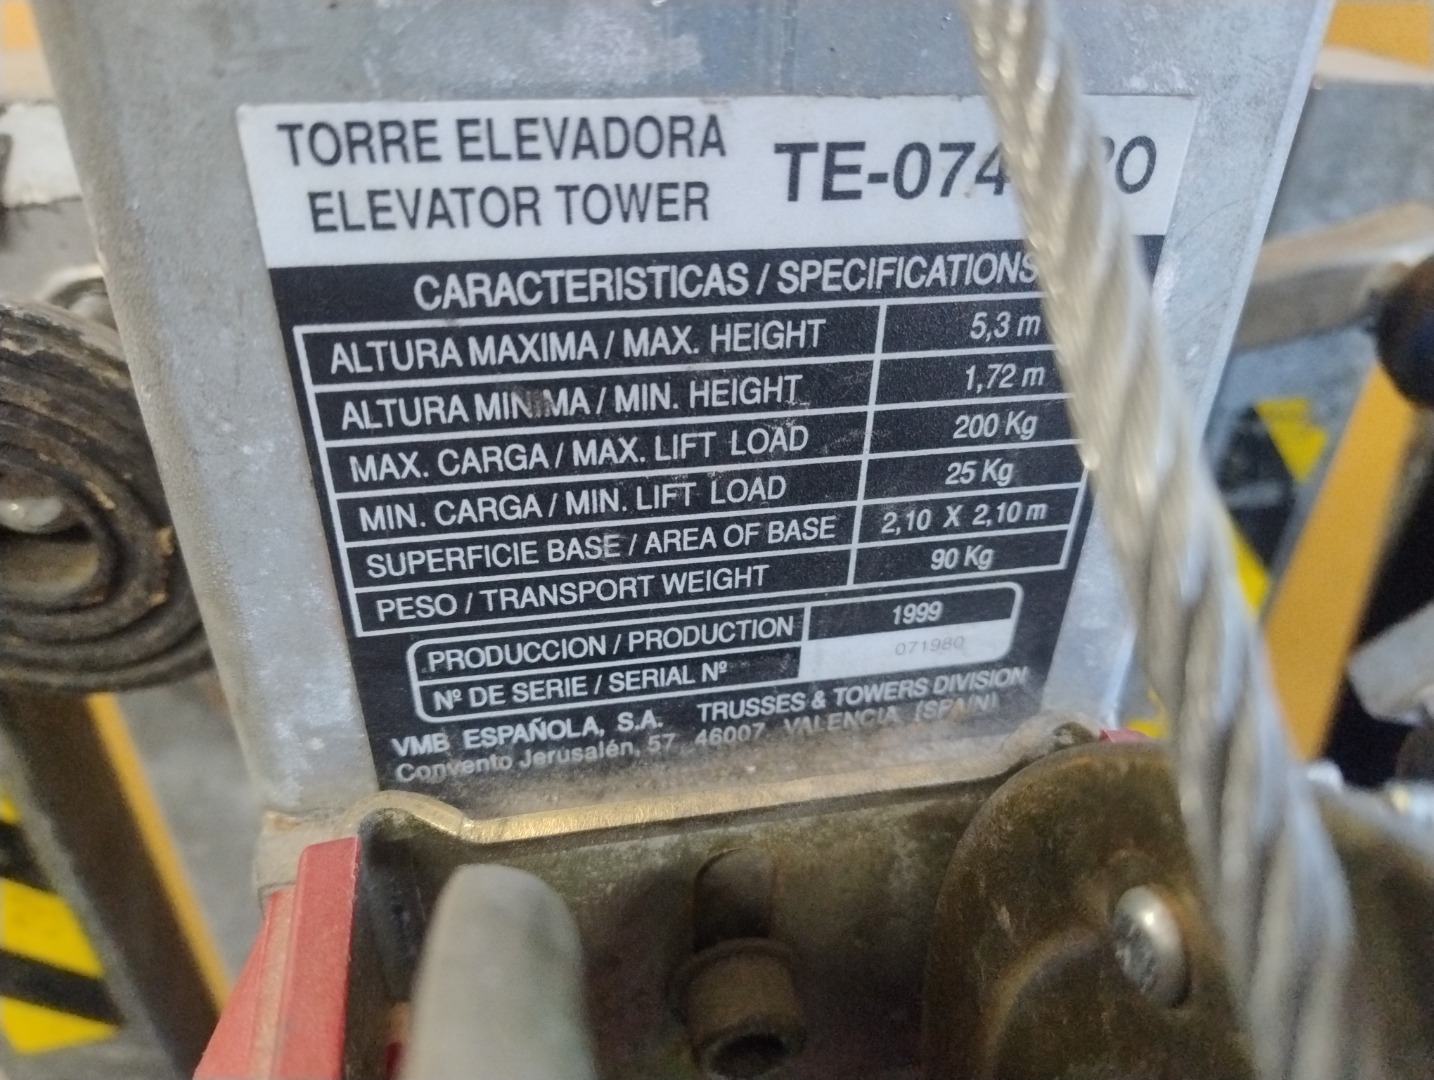 TORRE ELEVADORA
ELEVATOR TOWER
TE-074
CARACTERISTICAS / SPECIFICATIONS
ALTURA MAXIMA / MAX. HEIGHT 5,3 m
ALTURA MINIMA / MIN. HEIGHT 1,72 m
MAX. CARGA / MAX. LIFT LOAD 200 Kg
MIN. CARGA / MIN. LIFT LOAD 25 Kg
SUPERFICIE BASE / AREA OF BASE 2,10 X 2,10 m
PESO / TRANSPORT WEIGHT 90 Kg
PRODUCCION / PRODUCTION 1999
Nº DE SERIE / SERIAL Nº 071980
VMB ESPAÑOLA, S.A. TRUSSES & TOWERS DIVISION
Convento Jerusalén, 57 46007 VALENCIA (SPAIN)